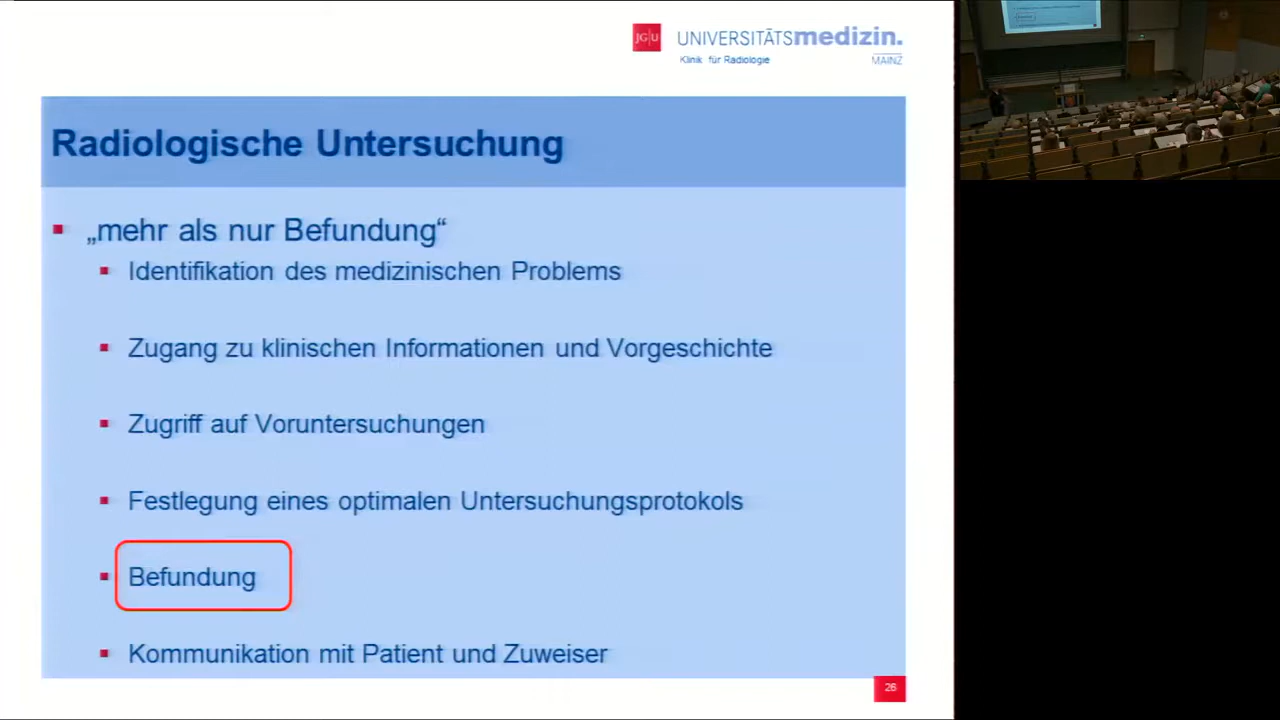 JG|U
UNIVERSITÄTSmedizin.
Klinik für Radiologie
MAINZ
Radiologische Untersuchung
„mehr als nur Befundung“
Identifikation des medizinischen Problems
Zugang zu klinischen Informationen und Vorgeschichte
Zugriff auf Voruntersuchungen
Festlegung eines optimalen Untersuchungsprotokols
Befundung
Kommunikation mit Patient und Zuweiser
26